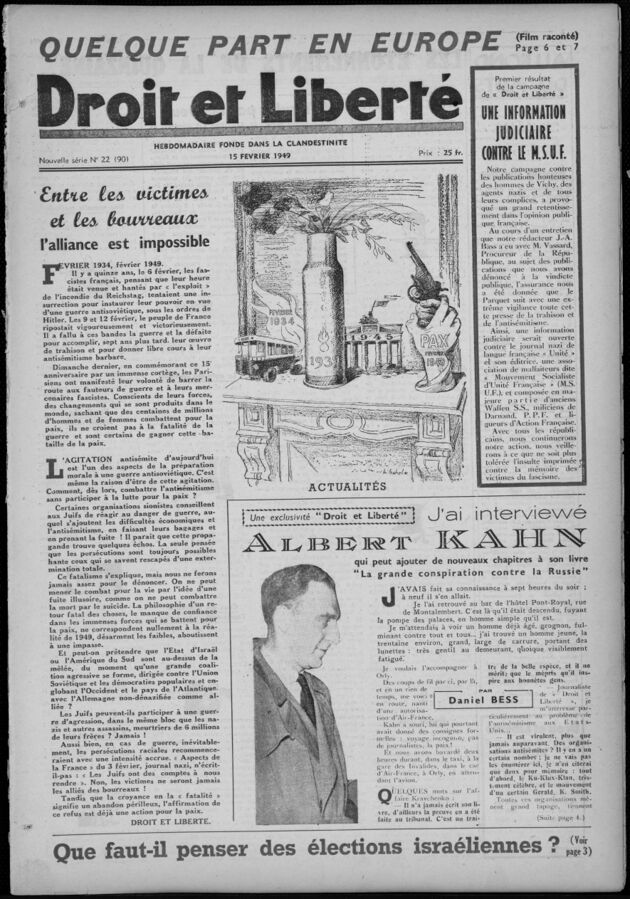 QUELQUE PART EN EUROPE
(Film raconté)
Page 6 et 7
Droit et Liberté
HEBDOMADAIRE FONDE DANS LA CLANDESTINITE
Nouvelle série N° 22 (90)
15 FEVRIER 1949
Prix : 25 fr.
Premier résultat
de la campagne
de « Droit et Liberté »
UNE INFORMATION
JUDICIAIRE
CONTRE LE M.S.U.F.
Notre campagne contre
les publications honteuses
des hommes de Vichy, des
agents nazis et de tous
leurs complices, a provo-
qué un grand retentisse-
ment dans l'opinion publi-
que française.
Au cours d'un entretien
que notre rédacteur J.-A.
Bass a eu avec M. Vassard,
Procureur de la Répu-
blique, au sujet des publi-
cations que nous avons
dénoncé à la vindicte
publique, l'assurance nous
a été donnée que le
Parquet suit avec une ex-
trême vigilance toute cet-
te presse de la trahison et
de l'antisémitisme.
Ainsi, une information
judiciaire serait ouverte
contre le journal nazi de
langue française « Unité »
et son éditrice, une asso-
ciation de malfaiteurs dite
« Mouvement Socialiste
d'Unité Française » (M.S.
U.F.), et composée en ma-
jeure partie d'anciens
Waffen S.S., miliciens de
Darnand, P.P.F. et li-
gueurs d'Action Française.
Avec tous les républi-
cains, nous continuerons
notre action, nous veille-
rons à ce que ne soit plus
tolérée l'insulte imprimée
contre la mémoire des
victimes du fascisme.
Entre les victimes
et les bourreaux
l'alliance est impossible
FEVRIER 1934, février 1949.
Il y a quinze ans, le 6 février, les fas-
cistes français, pensant que leur heure
était venue et hantés par « l'exploit »
de l'incendie du Reichstag, tentaient une in-
surrection pour instaurer leur pouvoir en vue
d'une guerre antisoviétique, sous les ordres de
Hitler. Les 9 et 12 février, le peuple de France
ripostait vigoureusement et victorieusement.
Il a fallu à ces bandes la guerre et la défaite
pour accomplir, sept ans plus tard, leur œuvre
de trahison et pour donner libre cours à leur
antisémitisme barbare.
Dimanche dernier, en commémorant ce 15
anniversaire par un immense cortège, les Pari-
siens ont manifesté leur volonté de barrer la
route aux fauteurs de guerre et à leurs mer-
cenaires fascistes. Conscients de leurs forces,
des changements qui se sont produits dans le
monde, sachant que des centaines de millions
d'hommes et de femmes combattent pour la
paix, ils ne croient pas à la fatalité de la
guerre et sont certains de gagner cette ba-
taille de la paix.
L'AGITATION antisémite d'aujourd'hui
est l'un des aspects de la préparation
morale à une guerre antisoviétique. C'est
même la raison d'être de cette agitation.
Comment, dès lors, combattre l'antisémitisme
sans participer à la lutte pour la paix ?
Certaines organisations sionistes conseillent
aux Juifs de réagir au danger de guerre, au-
quel s'ajoutent les difficultés économiques et
l'antisémitisme, en faisant leurs bagages et
en prenant la fuite ! Il paraît que cette propa-
gande trouve quelques échos. La seule pensée
que les persécutions sont toujours possibles
hante ceux qui se savent rescapés d'une exter-
mination totale.
Ce fatalisme s'explique, mais nous ne ferons
jamais assez pour le dénoncer. On ne peut
mener le combat pour la vie par l'idée d'une
fuite illusoire, comme on ne peut combattre
la mort par le suicide. La philosophie d'un re-
tour fatal des choses, le manque de confiance
dans les immenses forces qui se battent pour
la paix, ne correspondent nullement à la réa-
lité de 1949, désarment les faibles, aboutissent
à une impasse.
Et peut-on prétendre que l'Etat d'Israël
ou l'Amérique du Sud sont au-dessus de la
mêlée, du moment qu'une grande coali-
tion agressive se forme, dirigée contre l'Union
Soviétique et les démocraties populaires et en-
globant l'Occident et le pays de l'Atlantique.
avec l'Allemagne non-dénazifiée comme al-
liée ?
Les Juifs peuvent-ils participer à une guer-
re d'agression, dans le même bloc que les na-
zis et autres assassins, meurtriers de 6 millions
de leurs frères ? Jamais !
Aussi bien, en cas de guerre, inévitable-
ment, les persécutions raciales recommence-
raient avec une intensité accrue. « Aspects de
la France » du 3 février, journal nazi, n'écrit-
il-pas : « Les Juifs ont des comptes à nous
rendre ». Non, les victimes ne seront jamais
les alliés des bourreaux !
Tandis que la croyance en la « fatalité »
signifie un abandon périlleux, l'affirmation de
ce refus est déjà une action pour la paix.
DROIT ET LIBERTE.
FEVRIER
1934
1939
1945
PAX
FEVRIER
1949
ACTUALITÉS
Une exclusivité "Droit et Liberté"
J'ai interviewé
ALBERT KAHN
qui peut ajouter de nouveaux chapitres à son livre
"La grande conspiration contre la Russie"
J'AVAIS fait sa connaissance à sept heures du soir ;
à neuf il s'en allait.
Je l'ai retrouvé au bar de l'hôtel Pont-Royal, rue
de Montalembert. C'est là qu'il était descendu, fuyant
la pompe des palaces, en homme simple qu'il est.
Je m'attendais à voir un homme déjà âgé, grognon, ful-
minant contre tout et tous... j'ai trouvé un homme jeune, la
trentaine environ, grand, large de carrure, portant des
lunettes : très gentil au demeurant, quoique visiblement
fatigué.
Je voulais l'accompagner à
Orly.
Des coups de fil par ci, par là,
et en un rien de
temps, me voici
en route, nanti
d'une autorisa-
tion d'Air-France.
Kahn a souri, lui qui pourtant
avait donné des consignes for-
melles : voyage incognito, pas
de journalistes, la paix !
Et nous avons bavardé deux
heures durant, dans le taxi, à la
gare des Invalides, dans le car
d'Air-France, à Orly, en atten-
dant l'avion.
QUELQUES mots sur l'af-
faire Kravchenko :
— Il n'a jamais écrit son li-
vre, d'ailleurs la preuve en a été
faite au tribunal. C'est un traî-
tre de la belle espèce, et il ne
mérite que le mépris qu'il ins-
pire aux honnêtes gens.
PAR
Daniel BESS
— Journaliste
de « Droit et
Liberté », je
m'intéresse par-
ticulièrement au problème de
l'antisémitisme aux Etats-
Unis...
— Il est virulent, plus que
jamais auparavant. Des organi-
sations antisémites ? Il y en a un
certain nombre ; je ne vais pas
les énumérer ici, je n'en citerai
que deux pour mémoire : tout
d'abord, le Ku-Klux-Klan, tris-
tement célèbre, et le mouvement
d'un certain Gerald, K. Smith.
Toutes ces organisations mè-
nent grand tapage, tiennent
(Suite page 4.)
Que faut-il penser des élections israéliennes ?
(Voir
page 3)